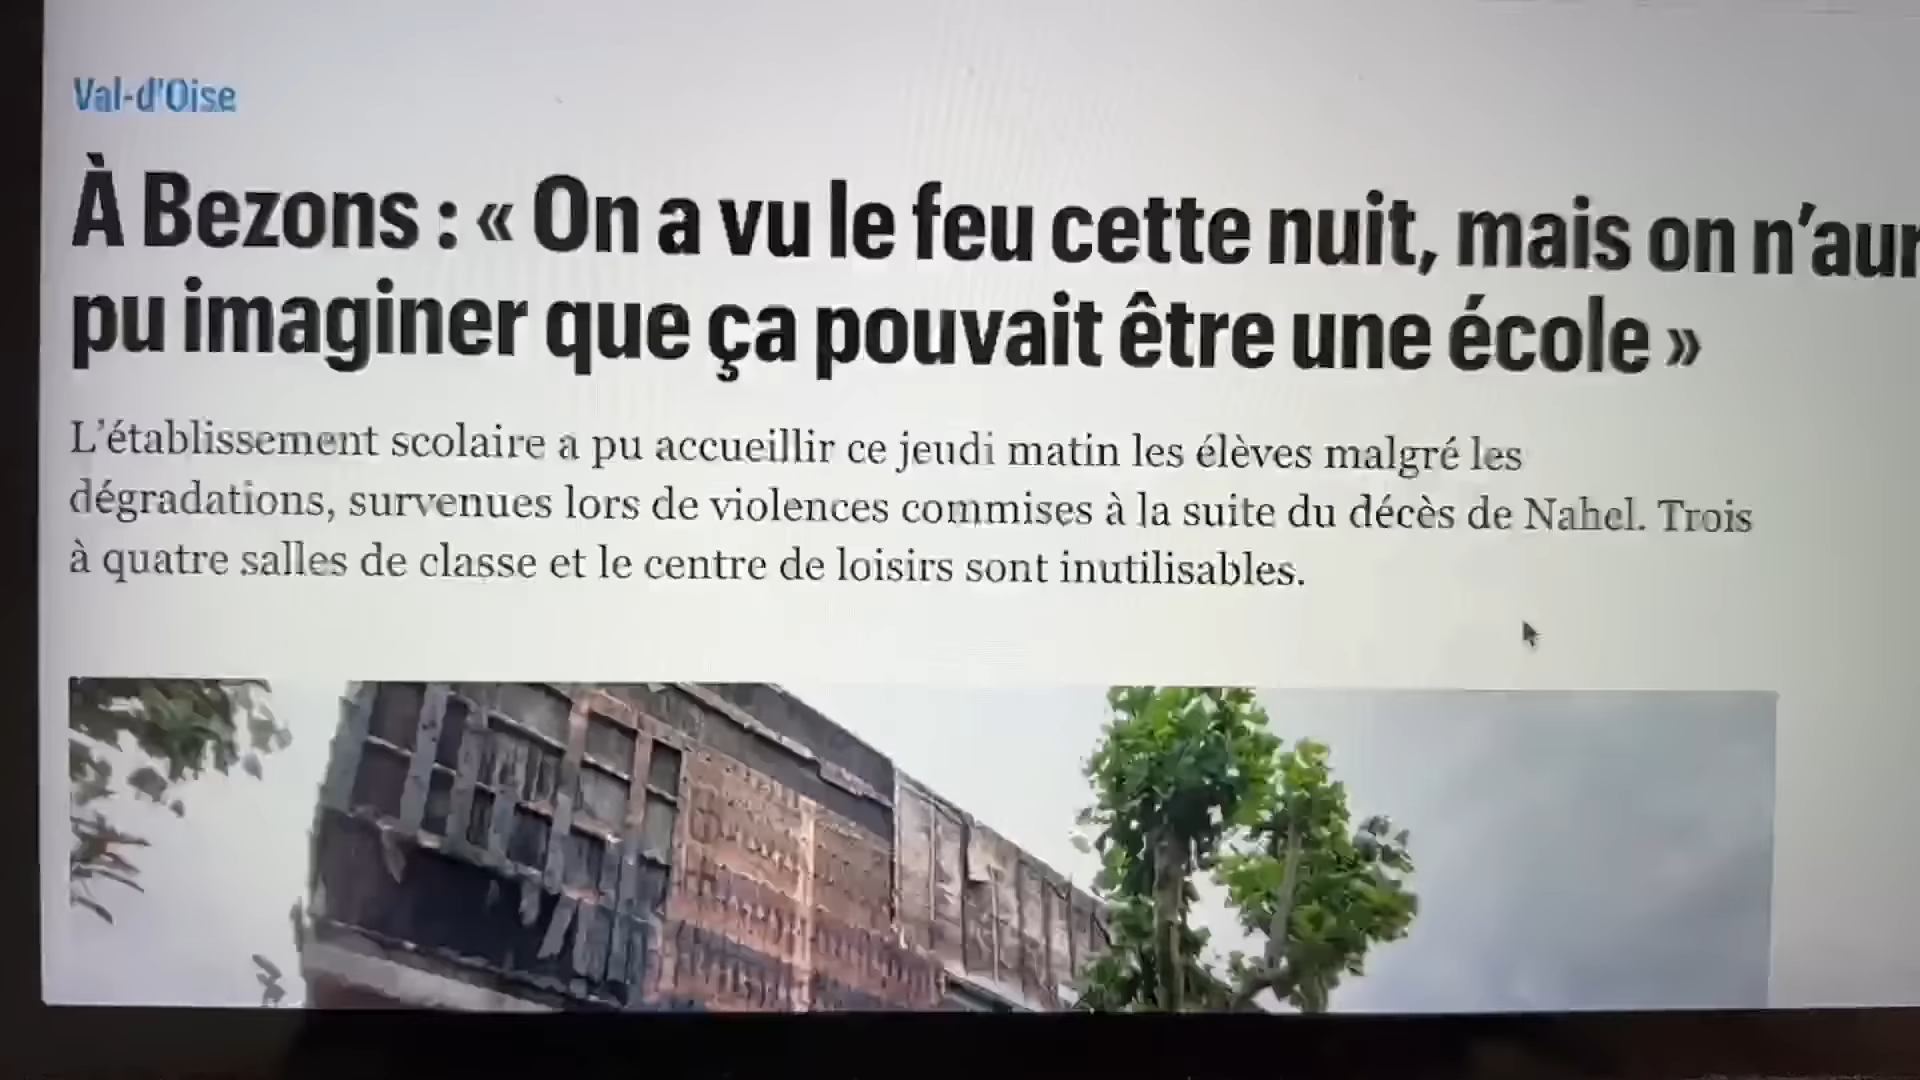 Val-d'Oise
À Bezons : « On a vu le feu cette nuit, mais on
pu imaginer que ça pouvait être une école »
L'établissement scolaire a pu accueillir ce jeudi matin les élèves malgré les
dégradations, survenues lors de violences commises à la suite du décès de Nahel. Trois
à quatre salles de classe et le centre de loisirs sont inutilisables.